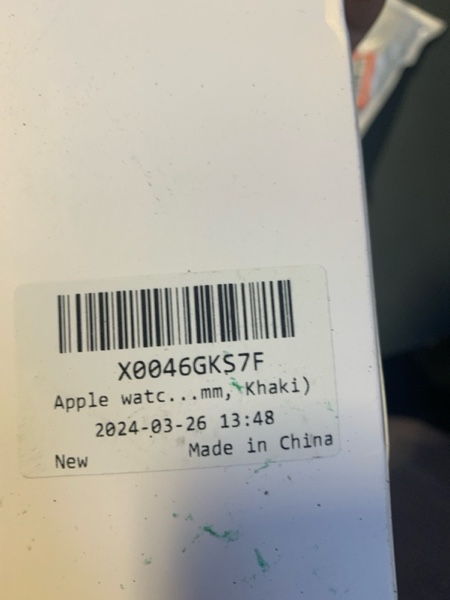 X0046GKS7F
Apple watc...mm, Khaki)
2024-03-26 13:48
New
Made in China